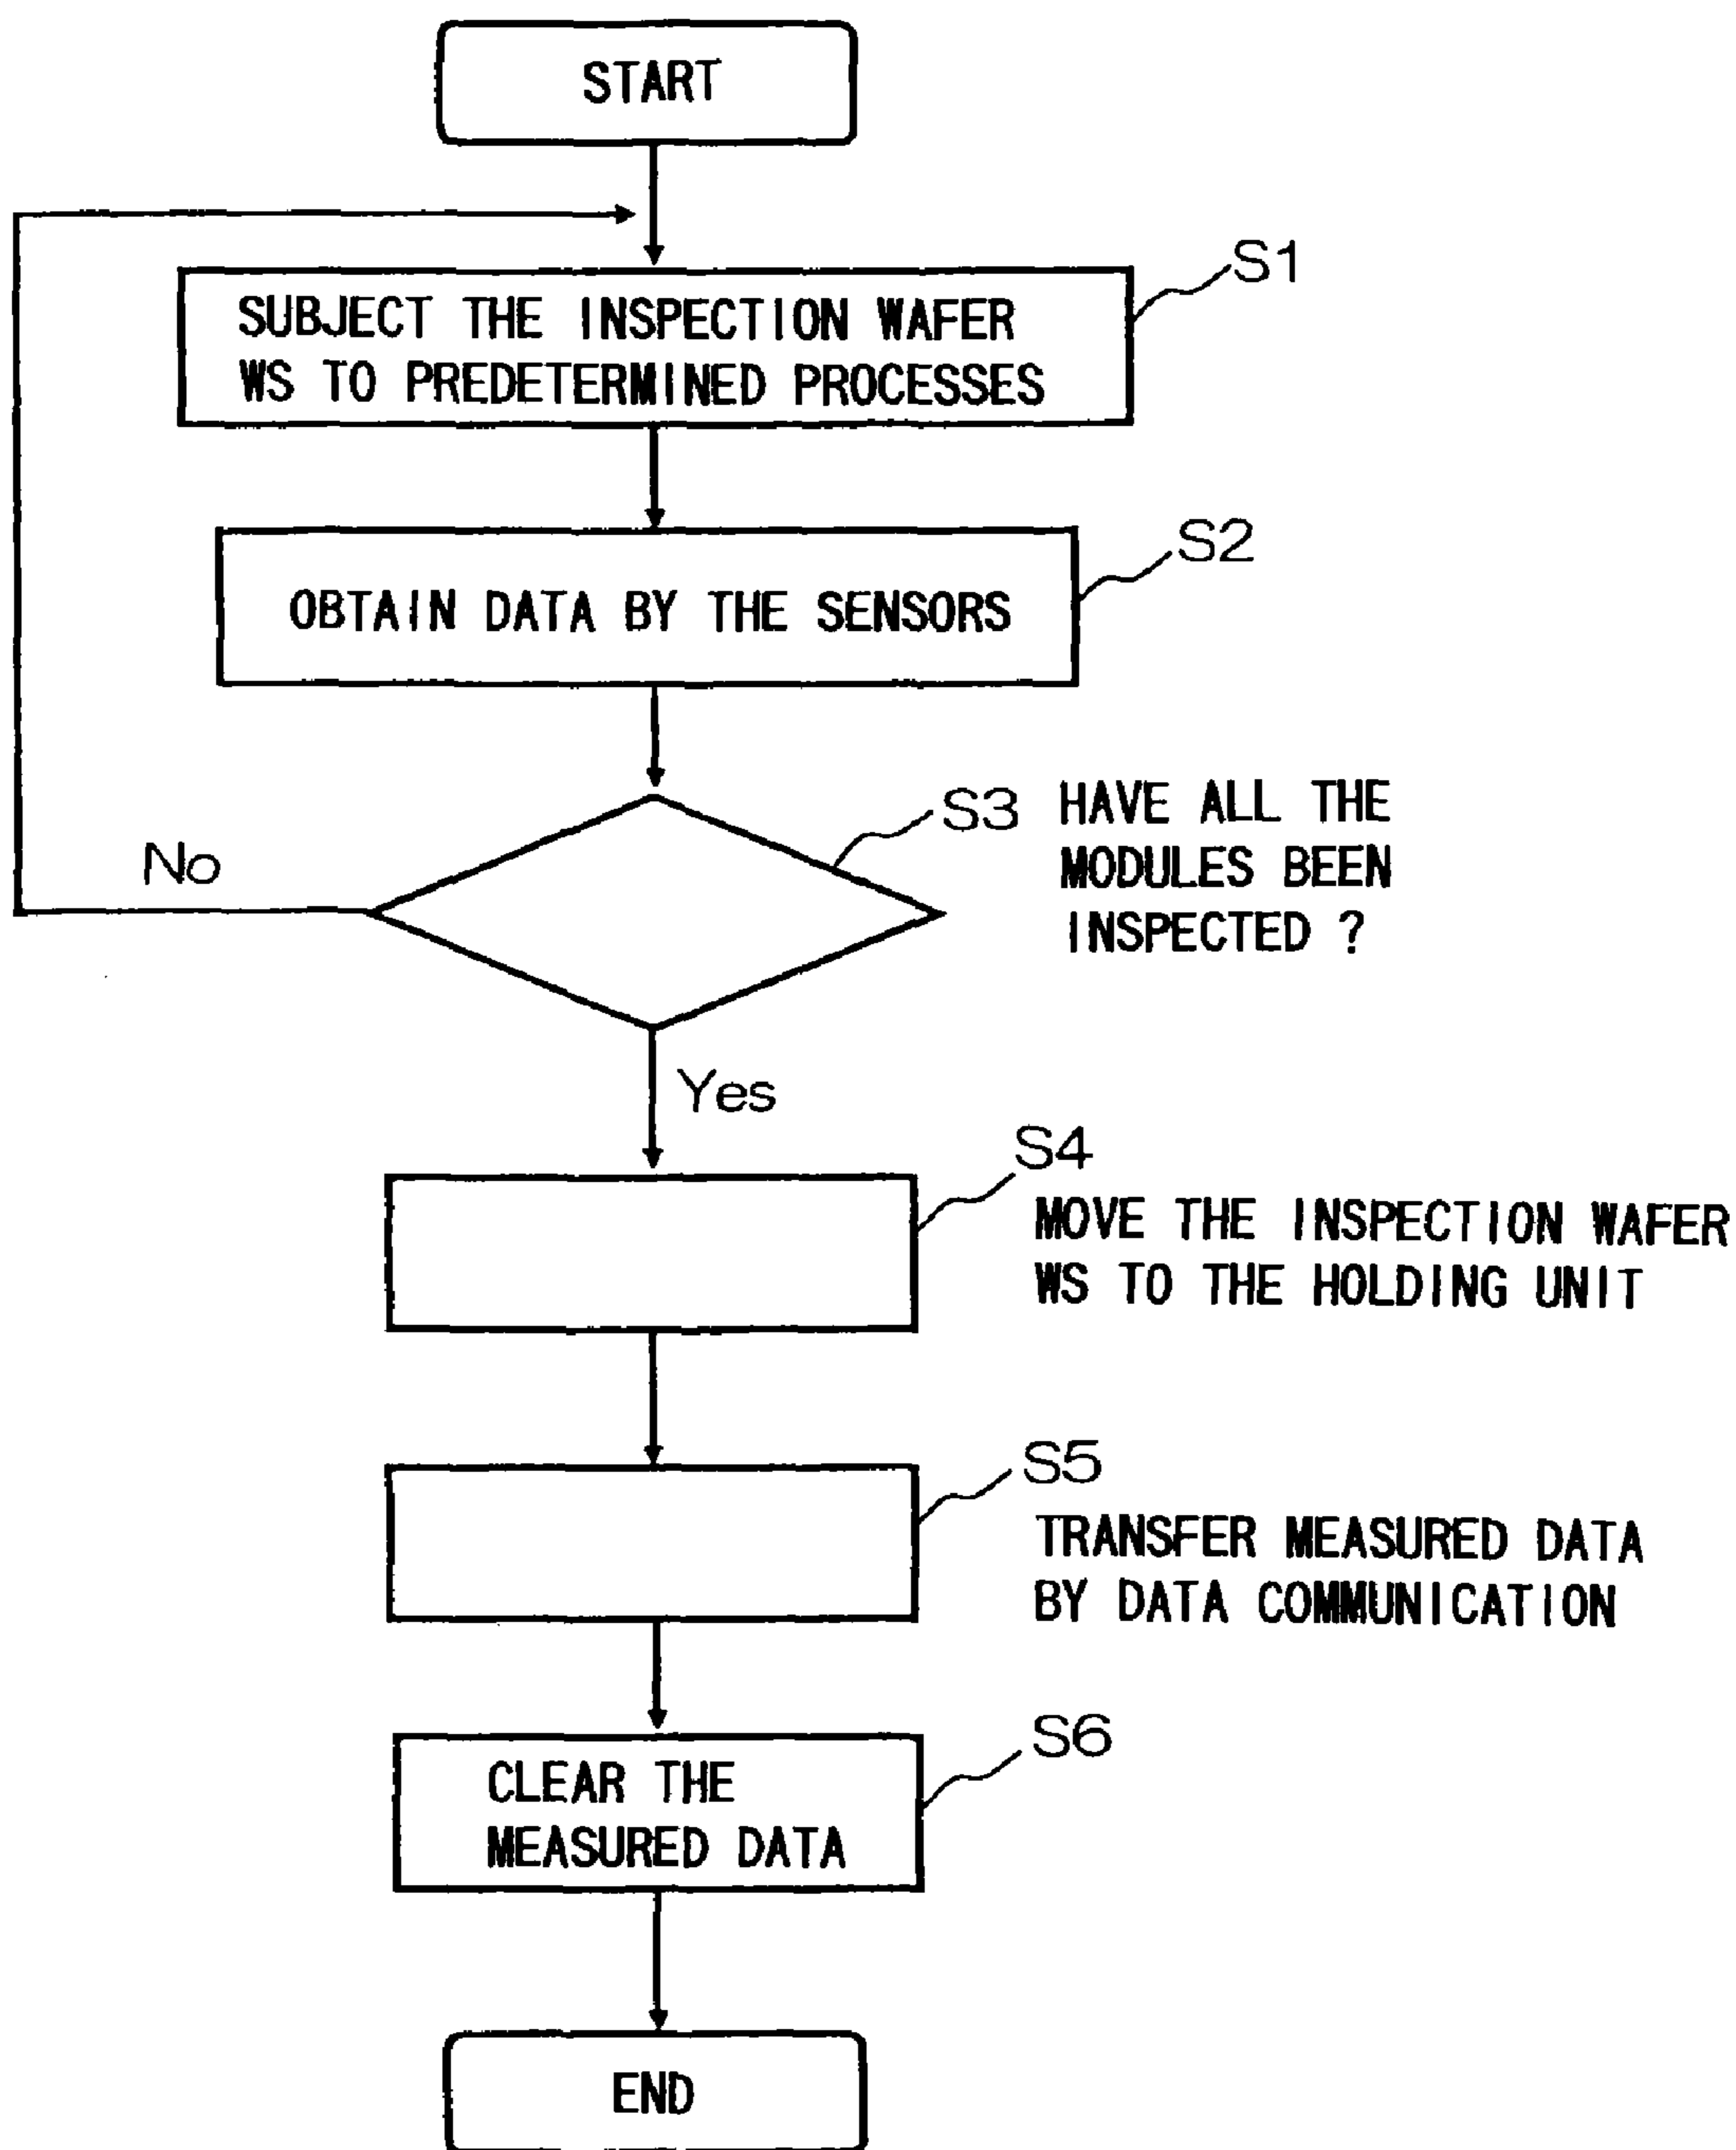 START
S1
SUBJECT THE INSPECTION WAFER
WS TO PREDETERMINED PROCESSES
S2
OBTAIN DATA BY THE SENSORS
S3
HAVE ALL THE
MODULES BEEN
INSPECTED ?
No
Yes
S4
MOVE THE INSPECTION WAFER
WS TO THE HOLDING UNIT
S5
TRANSFER MEASURED DATA
BY DATA COMMUNICATION
S6
CLEAR THE
MEASURED DATA
END